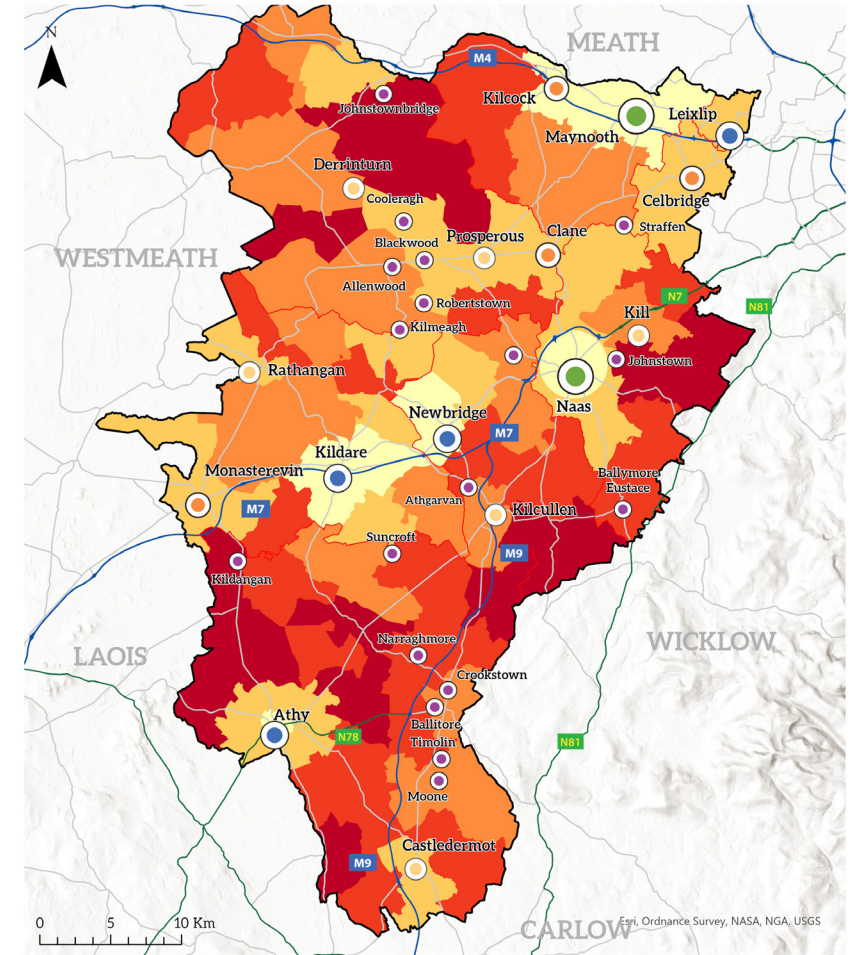 N
MEATH
M4
Kilcock
Johnstownbridge
Leixlip
Maynooth
Derrinturn
Celbridge
Cooleragh
Straffen
Prosperous
Clane
Blackwood
WESTMEATH
Allenwood
N7
Robertstown
N81
Kill
Kilmeagh
Johnstown
Rathangan
Naas
Newbridge
M7
Kildare
Monasterevin
Ballymore
Eustace
Athgarvan
M7
Kilcullen
Suncroft
M9
Kildangan
Narraghmore
WICKLOW
LAOIS
Crookstown
Athy
Ballitore
N78
Timolin
N81
Moone
Castledermot
M9
0 5 10 Km
Esri, Ordnance Survey, NASA, NGA, USGS
CARLOW